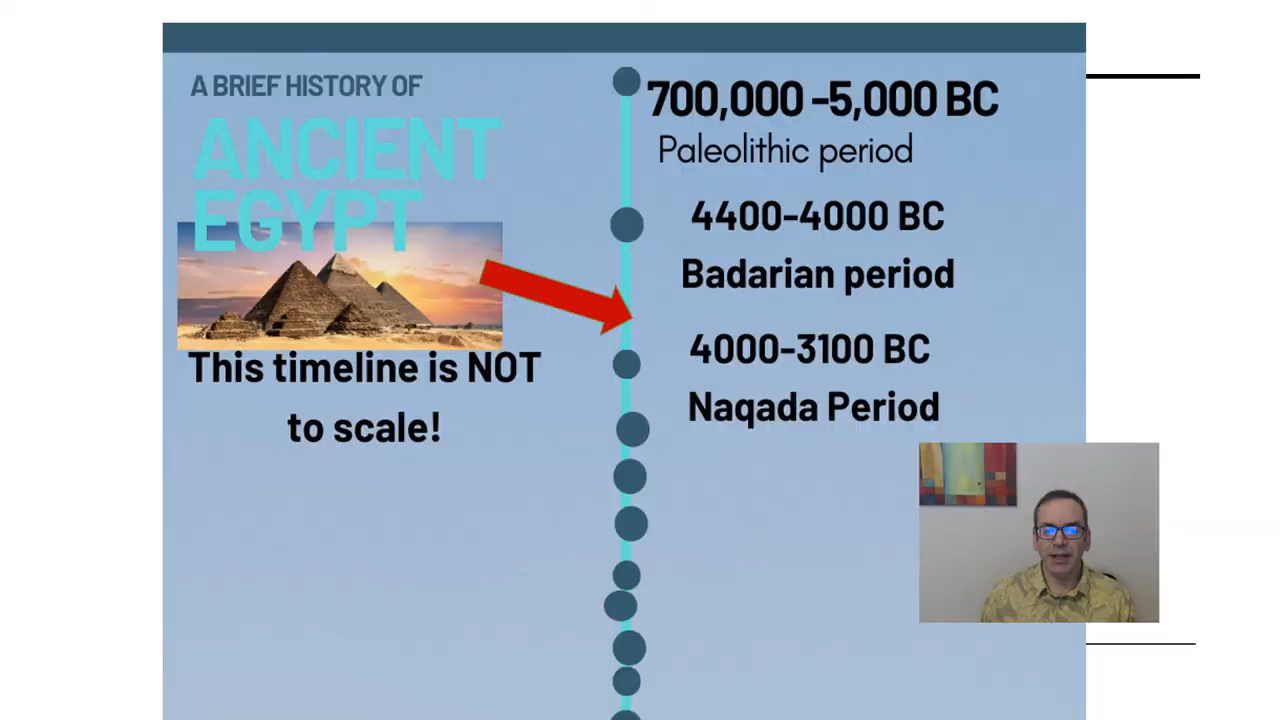 A BRIEF HISTORY OF
ANCIENT
EGYPT
This timeline is NOT
to scale!
700,000 -5,000 BC
Paleolithic period
4400-4000 BC
Badarian period
4000-3100 BC
Naqada Period